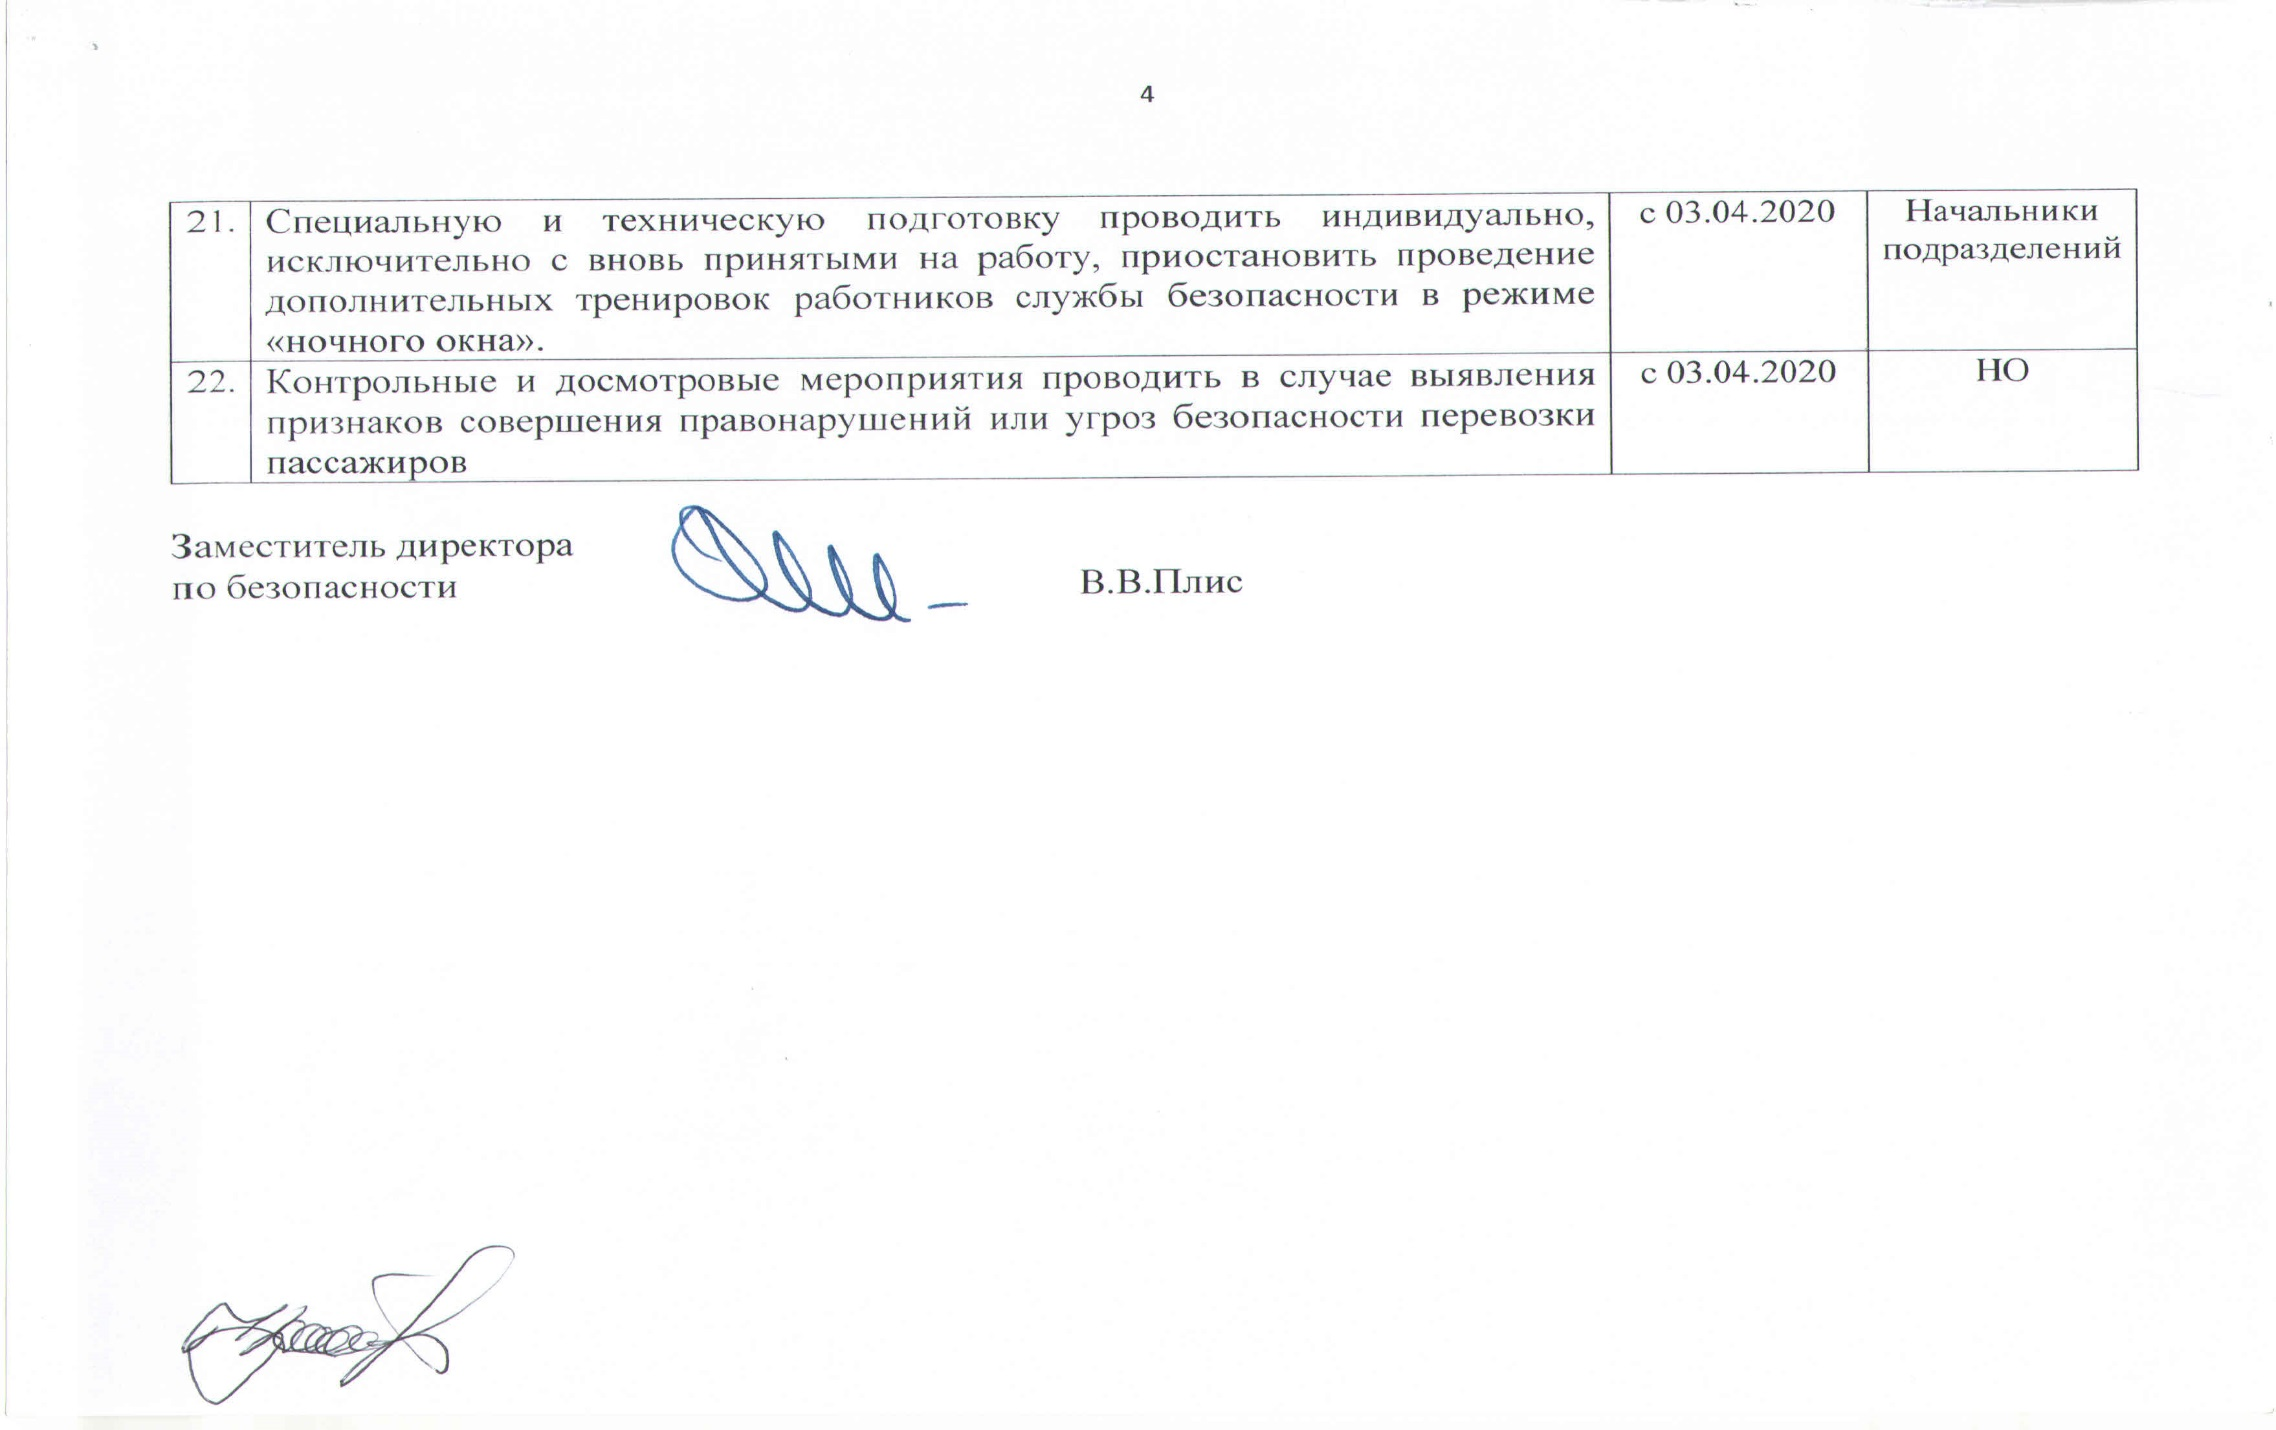 4
21. Специальную и техническую подготовку проводить индивидуально, с 03.04.2020 Начальники
исключительно с вновь принятыми на работу, приостановить проведение подразделений
дополнительных тренировок работников службы безопасности в режиме
«ночного окна».
22. Контрольные и досмотровые мероприятия проводить в случае выявления с 03.04.2020 НО
признаков совершения правонарушений или угроз безопасности перевозки
пассажиров
Заместитель директора
по безопасности В.В.Плис